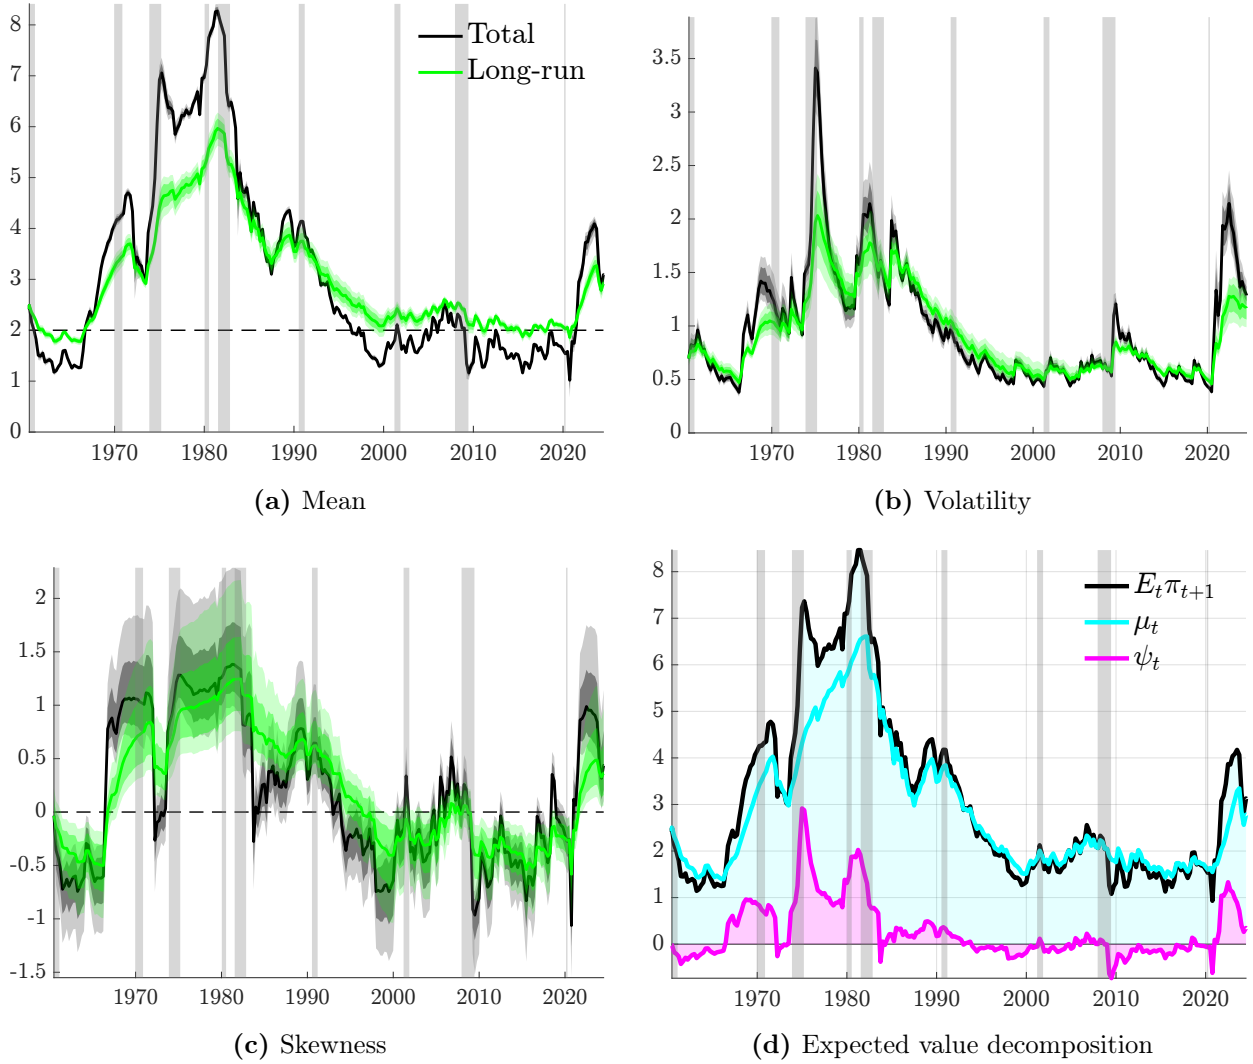 8
7
6
5
4
3
2
1
0
Total
Long-run
1970 1980 1990 2000 2010 2020
(a) Mean
3.5
3
2.5
2
1.5
1
0.5
0
1970 1980 1990 2000 2010 2020
(b) Volatility
2
1.5
1
0.5
0
-0.5
-1
-1.5
1970 1980 1990 2000 2010 2020
(c) Skewness
8
7
6
5
4
3
2
1
0
E_tπ_{t+1}
μ_t
ψ_t
1970 1980 1990 2000 2010 2020
(d) Expected value decomposition